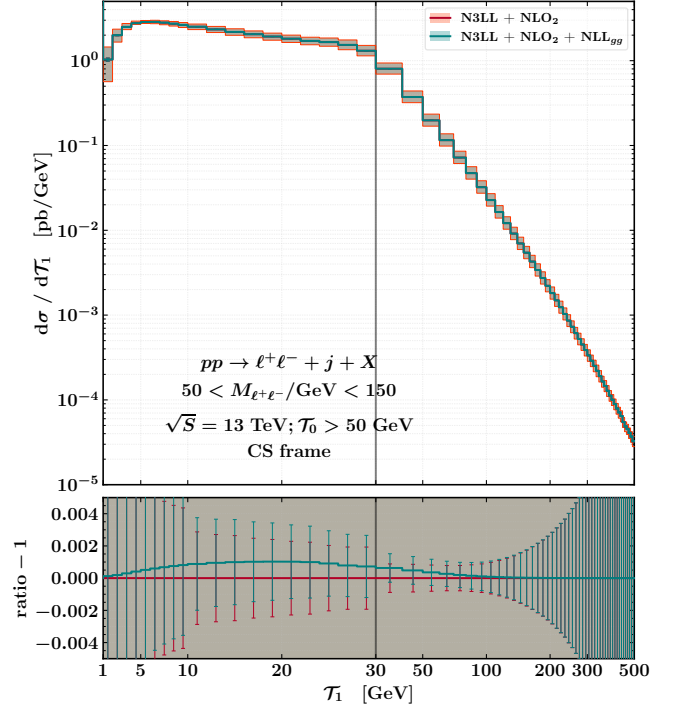 N3LL + NLO₂
N3LL + NLO₂ + NLL_gg
10⁰
10⁻¹
10⁻²
10⁻³
10⁻⁴
10⁻⁵
dσ / d𝒯₁ [pb/GeV]
pp → ℓ⁺ℓ⁻ + j + X
50 < M_ℓ⁺ℓ⁻/GeV < 150
√S = 13 TeV; 𝒯₀ > 50 GeV
CS frame
0.004
0.002
0.000
−0.002
−0.004
ratio − 1
1 5 10 20 30 50 100 200 300 500
𝒯₁ [GeV]